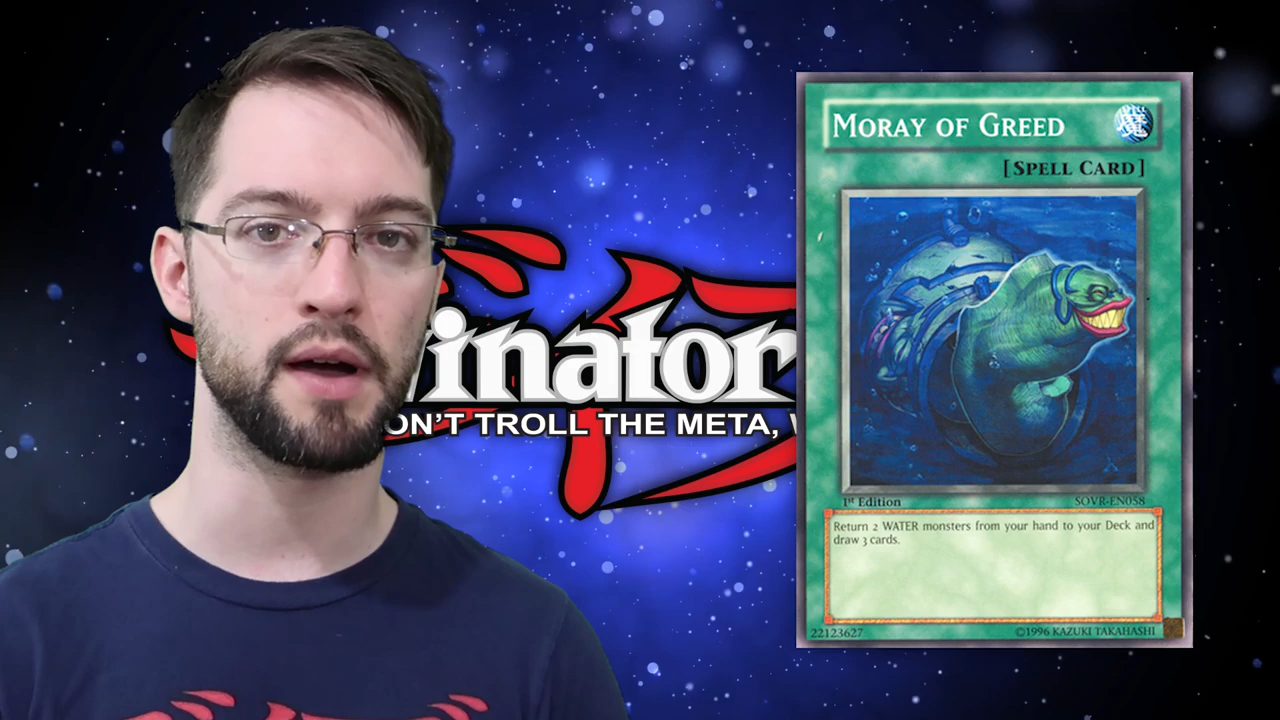 vinator
ON'T TROLL THE META,
MORAY OF GREED
[SPELL CARD]
1st Edition
SOVR-EN058
Return 2 WATER monsters from your hand to your Deck and
draw 3 cards.
22123627
©1996 KAZUKI TAKAHASHI